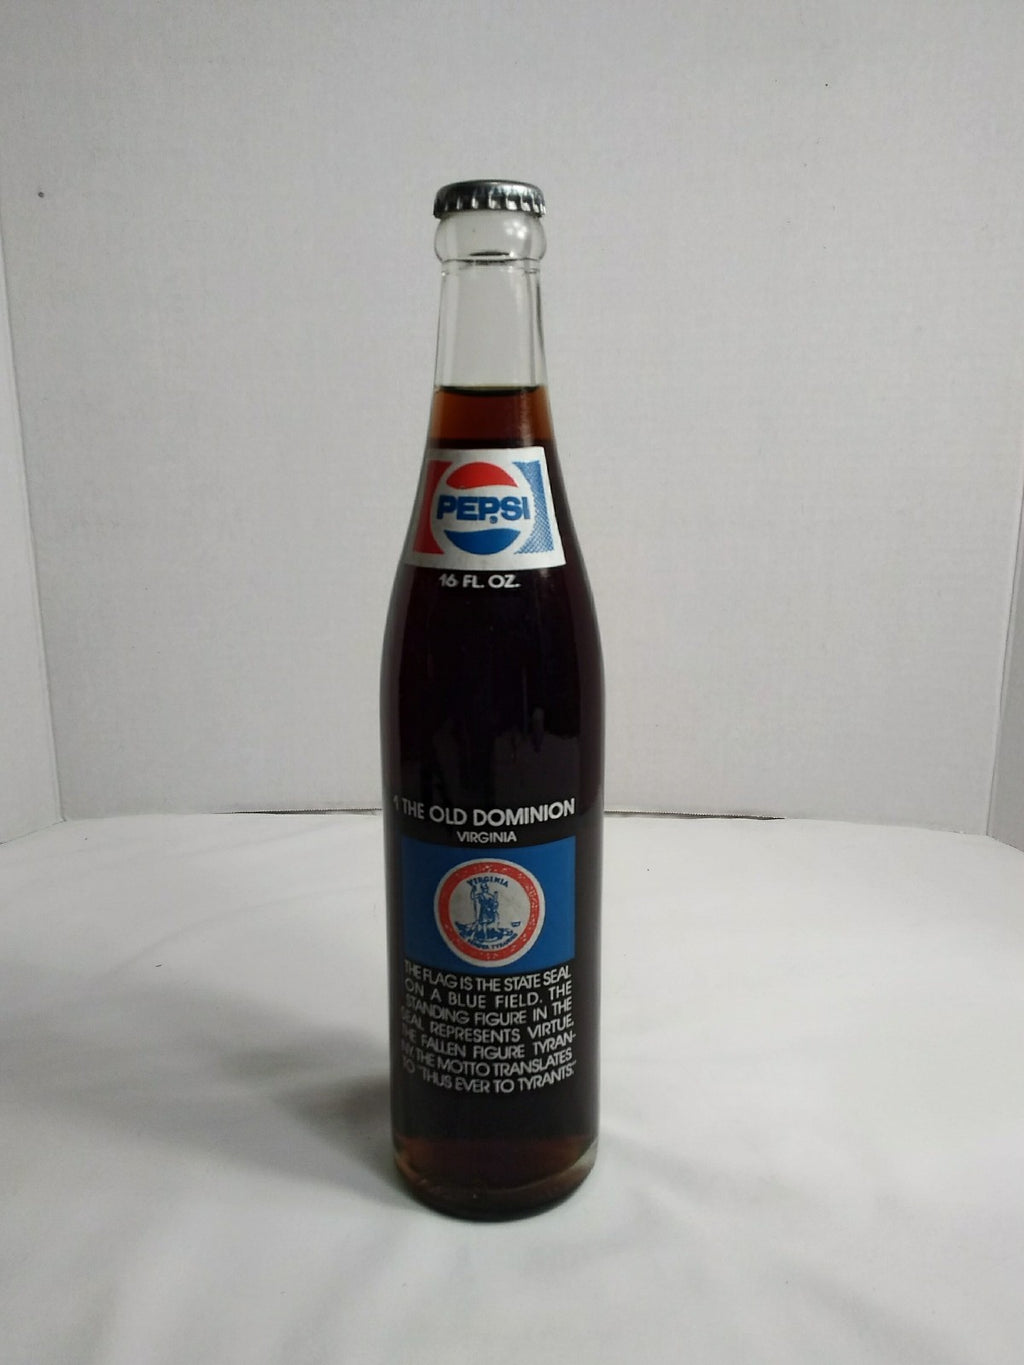 PEPSI®
16 FL. OZ.
1 THE OLD DOMINION
VIRGINIA
VIRGINIA
THE FLAG IS THE STATE SEAL
ON A BLUE FIELD. THE
STANDING FIGURE IN THE
SEAL REPRESENTS VIRTUE.
THE FALLEN FIGURE TYRAN-
NY. THE MOTTO TRANSLATES
TO "THUS EVER TO TYRANTS."